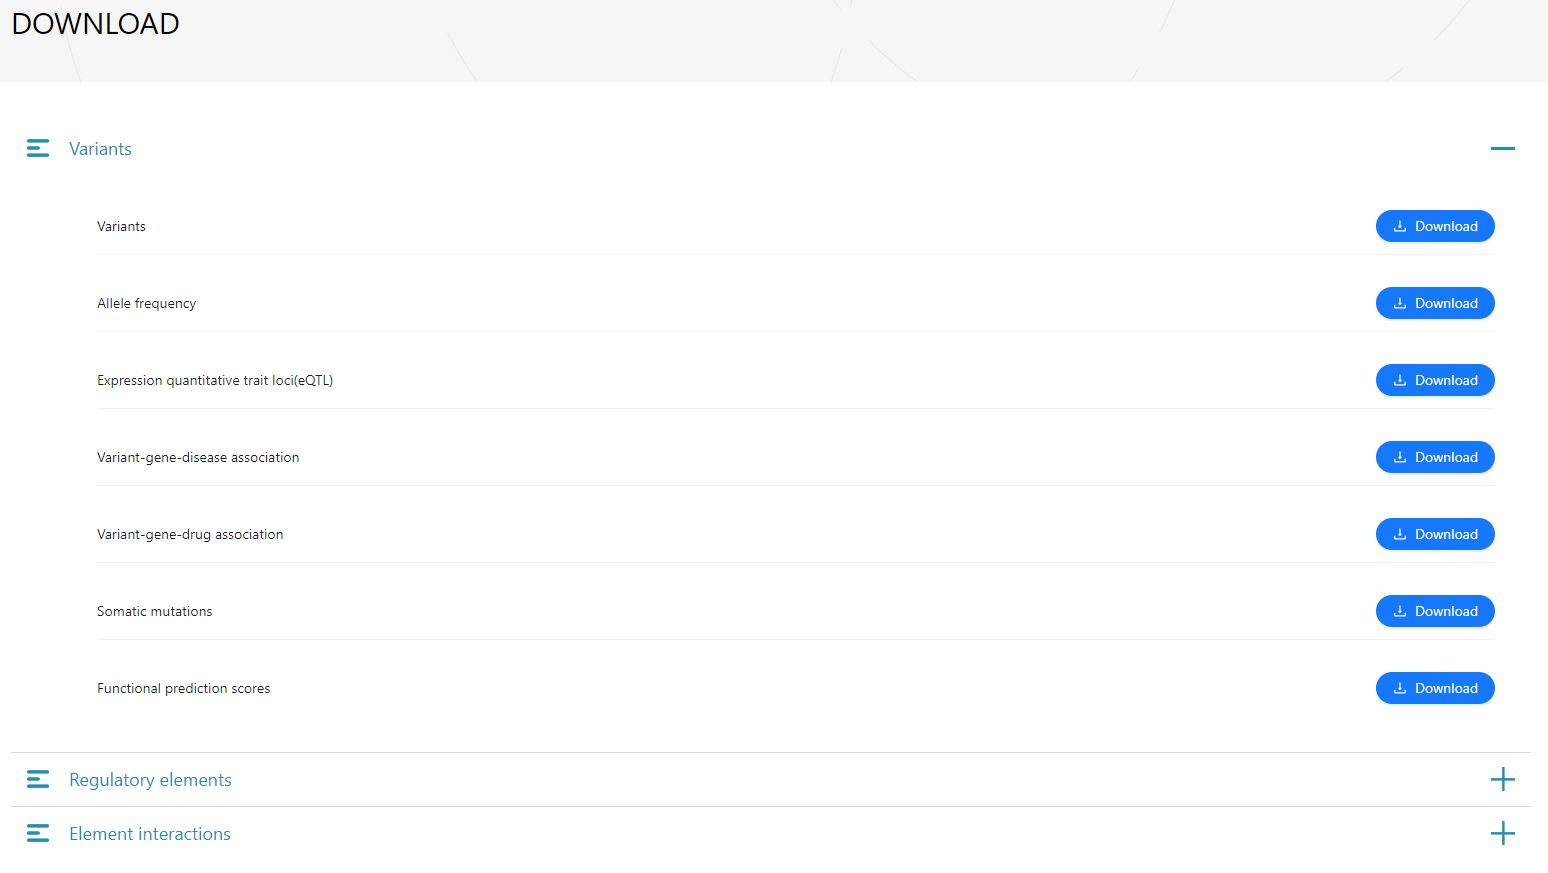 DOWNLOAD
Variants
Variants Download
Allele frequency Download
Expression quantitative trait loci(eQTL) Download
Variant-gene-disease association Download
Variant-gene-drug association Download
Somatic mutations Download
Functional prediction scores Download
Regulatory elements
Element interactions